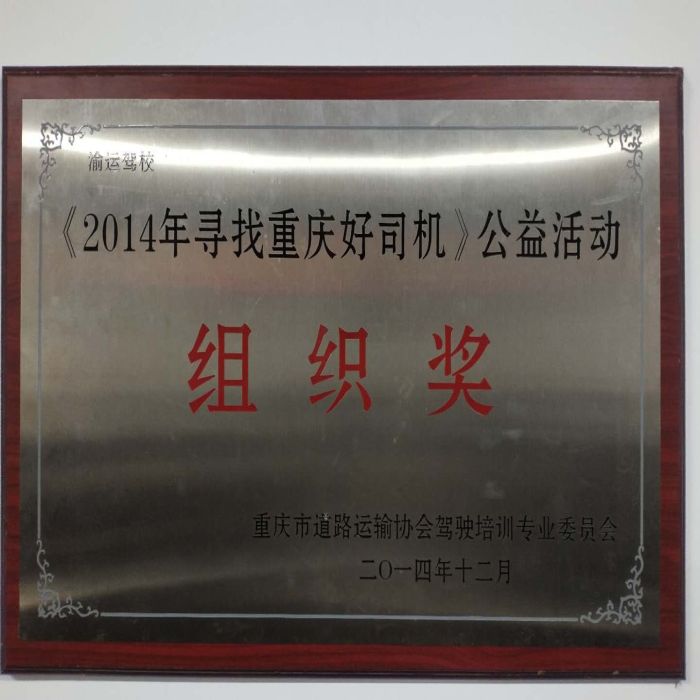 渝运驾校
《2014年寻找重庆好司机》公益活动
组织奖
重庆市道路运输协会驾驶培训专业委员会
二〇一四年十二月